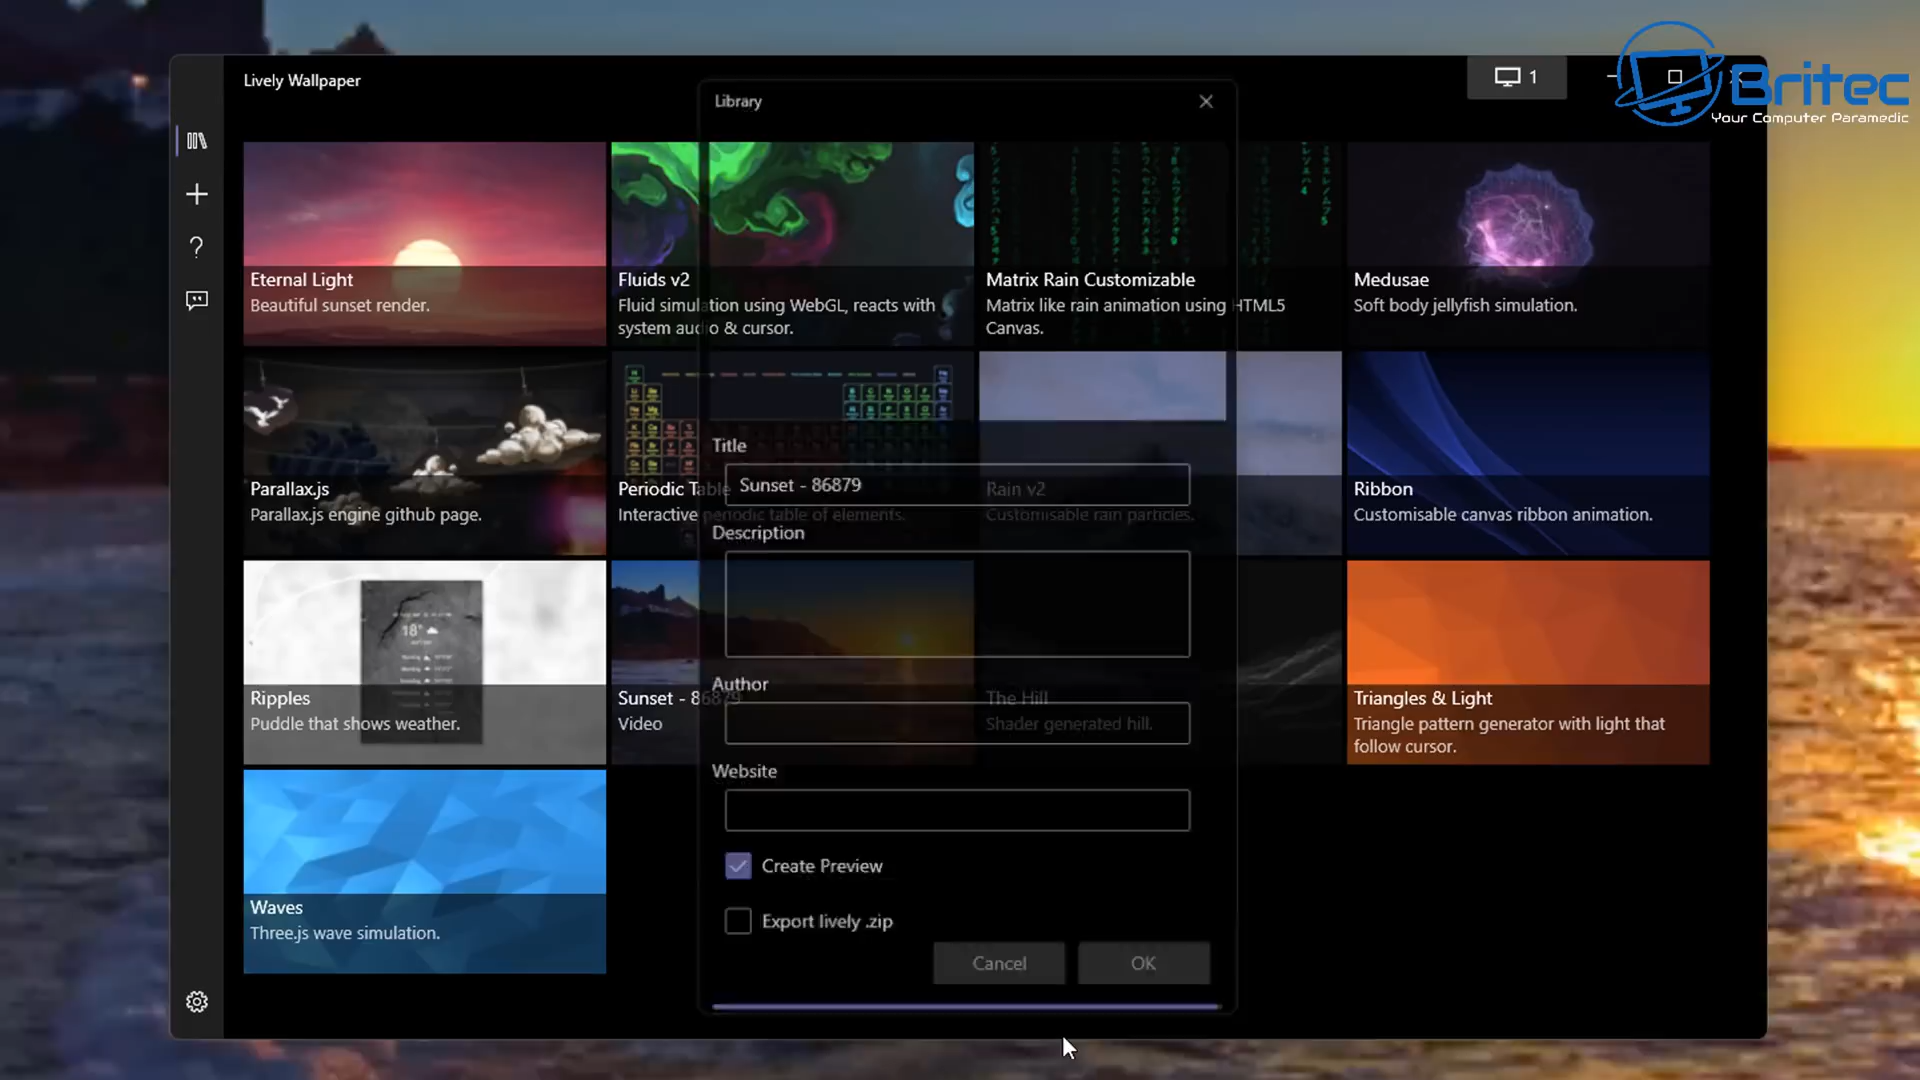 Lively Wallpaper
1
Britec
Your Computer Paramedic
Library
Eternal Light
Beautiful sunset render.
Fluids v2
Fluid simulation using WebGL, reacts with
system audio & cursor.
Matrix Rain Customizable
Matrix like rain animation using HTML5
Canvas.
Medusae
Soft body jellyfish simulation.
Title
Sunset - 86879
Parallax.js
Parallax.js engine github page.
Periodic Table
Interactive periodic table of elements.
Rain v2
Customisable rain particles.
Ribbon
Customisable canvas ribbon animation.
Description
18°
Ripples
Puddle that shows weather.
Sunset - 86879
Video
Author
The Hill
Shader generated hill.
Triangles & Light
Triangle pattern generator with light that
follow cursor.
Website
Create Preview
Export lively .zip
Waves
Three.js wave simulation.
Cancel
OK